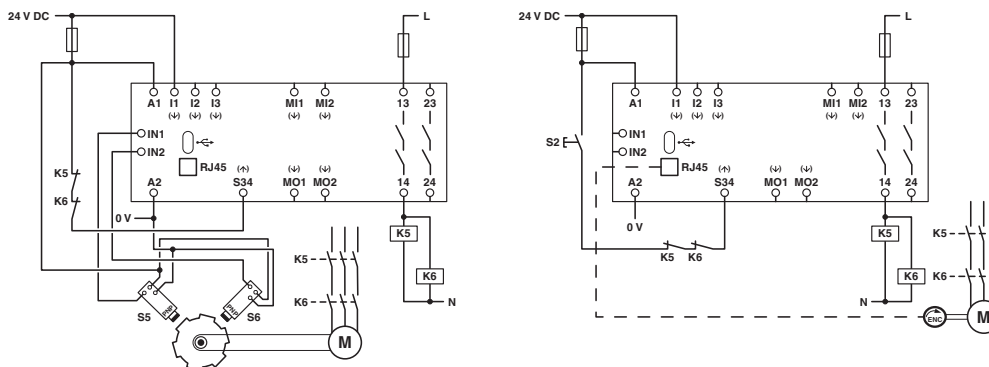 24 V DC
L
A1 I1 I2 I3 MI1 MI2 13 23
(↓) (↓) (↓) (↓) (↓)
IN1
IN2
RJ45
K5
(↑) (↓) (↓)
A2 S34 MO1 MO2 14 24
K6
0 V
K5
K5
K6
K6
N
PNP PNP
S5 S6
M
24 V DC
L
A1 I1 I2 I3 MI1 MI2 13 23
(↓) (↓) (↓) (↓) (↓)
IN1
S2
IN2
RJ45
(↑) (↓) (↓)
A2 S34 MO1 MO2 14 24
0 V
K5
K5
K5 K6
K6
K6
N
ENC
M